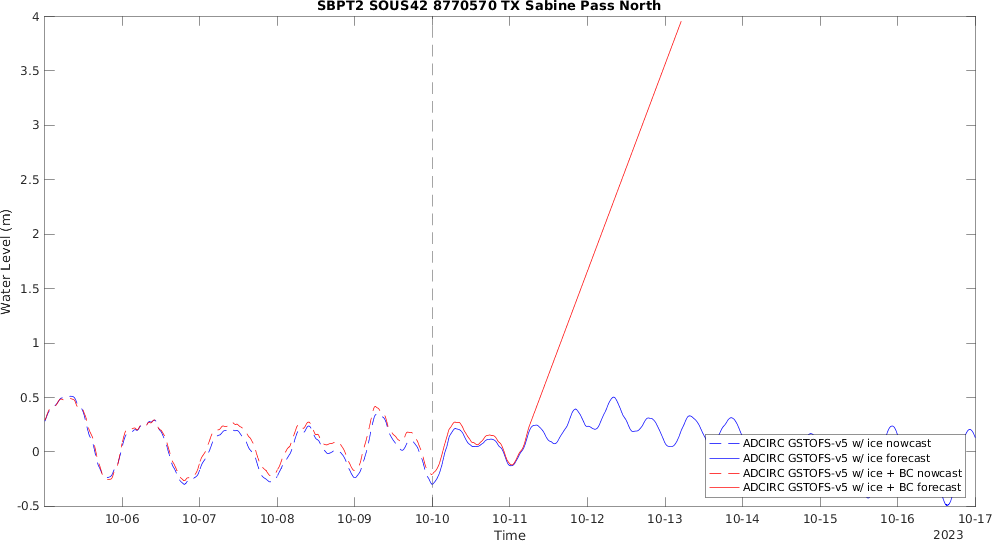 SBPT2 SOUS42 8770570 TX Sabine Pass North
4
3.5
3
2.5
2
1.5
1
0.5
0
-0.5
Water Level (m)
ADCIRC GSTOFS-v5 w/ ice nowcast
ADCIRC GSTOFS-v5 w/ ice forecast
ADCIRC GSTOFS-v5 w/ ice + BC nowcast
ADCIRC GSTOFS-v5 w/ ice + BC forecast
10-06 10-07 10-08 10-09 10-10 10-11 10-12 10-13 10-14 10-15 10-16 10-17
Time
2023